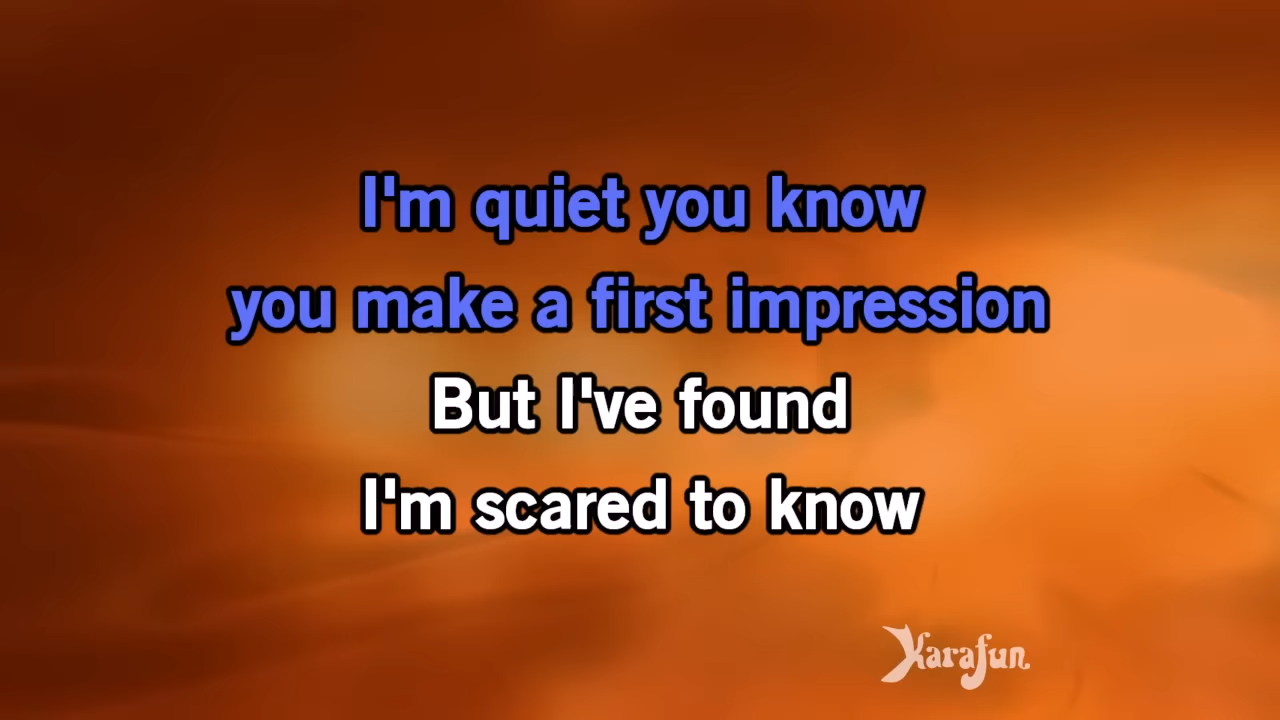 I'm quiet you know
you make a first impression
But I've found
I'm scared to know
Karafun